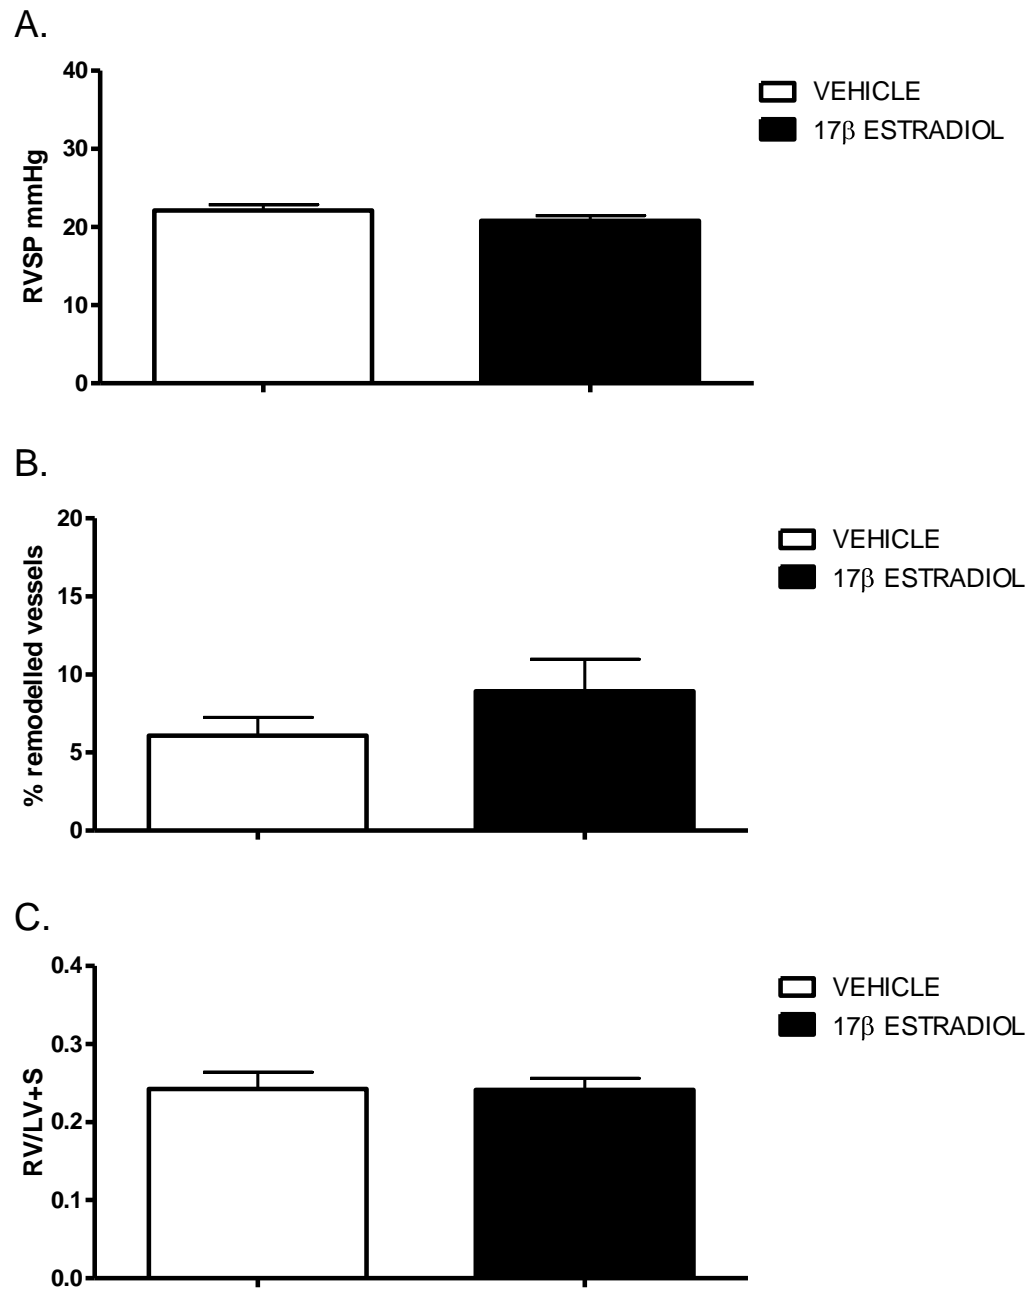 A.
40
30
20
10
0
RVSP mmHg
VEHICLE
17β ESTRADIOL
B.
20
15
10
5
0
% remodelled vessels
VEHICLE
17β ESTRADIOL
C.
0.4
0.3
0.2
0.1
0.0
RV/LV+S
VEHICLE
17β ESTRADIOL